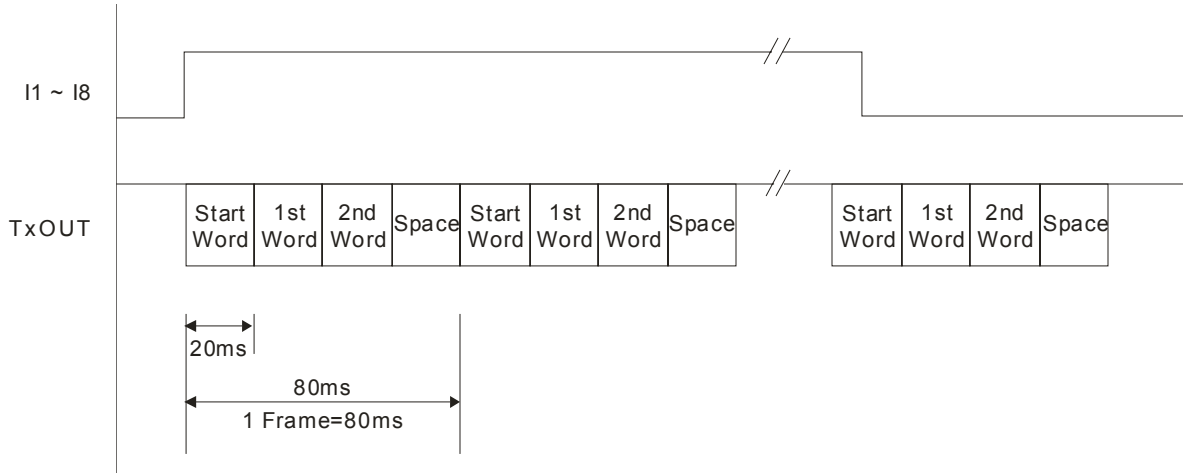 I1 ~ I8
TxOUT
Start Word
1st Word
2nd Word
Space
Start Word
1st Word
2nd Word
Space
Start Word
1st Word
2nd Word
Space
20ms
80ms
1 Frame=80ms